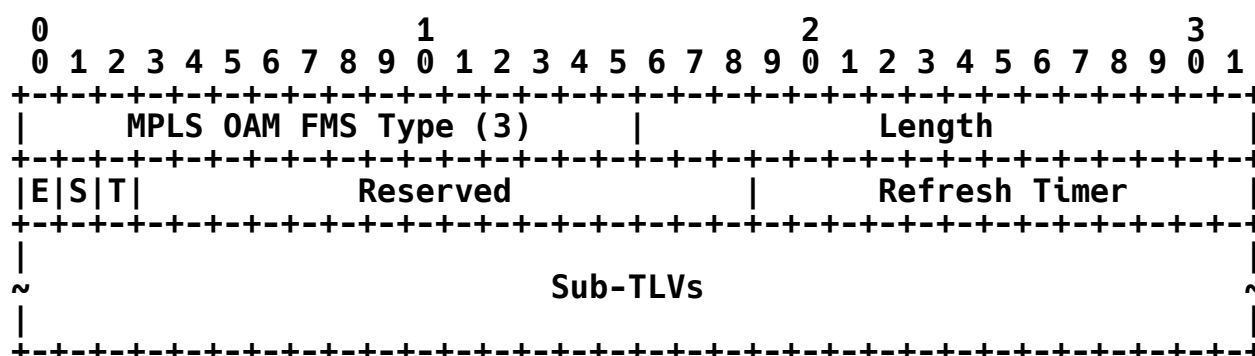 0                   1                   2                   3
 0 1 2 3 4 5 6 7 8 9 0 1 2 3 4 5 6 7 8 9 0 1 2 3 4 5 6 7 8 9 0 1
+-+-+-+-+-+-+-+-+-+-+-+-+-+-+-+-+-+-+-+-+-+-+-+-+-+-+-+-+-+-+-+-+
|     MPLS OAM FMS Type (3)     |            Length             |
+-+-+-+-+-+-+-+-+-+-+-+-+-+-+-+-+-+-+-+-+-+-+-+-+-+-+-+-+-+-+-+-+
|E|S|T|           Reserved            |      Refresh Timer      |
+-+-+-+-+-+-+-+-+-+-+-+-+-+-+-+-+-+-+-+-+-+-+-+-+-+-+-+-+-+-+-+-+
|                                                               |
~                           Sub-TLVs                            ~
|                                                               |
+-+-+-+-+-+-+-+-+-+-+-+-+-+-+-+-+-+-+-+-+-+-+-+-+-+-+-+-+-+-+-+-+